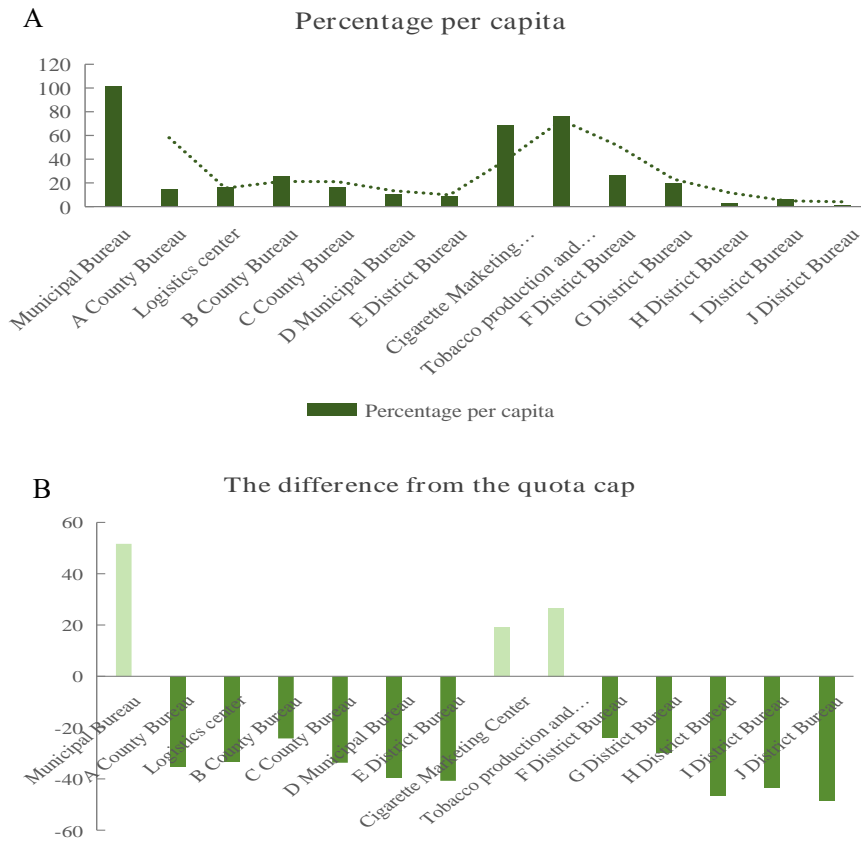 A
Percentage per capita
120
100
80
60
40
20
0
Municipal Bureau
A County Bureau
Logistics center
B County Bureau
C County Bureau
D Municipal Bureau
E District Bureau
Cigarette Marketing…
Tobacco production and…
F District Bureau
G District Bureau
H District Bureau
I District Bureau
J District Bureau
Percentage per capita
B
The difference from the quota cap
60
40
20
0
-20
-40
-60
Municipal Bureau
A County Bureau
Logistics center
B County Bureau
C County Bureau
D Municipal Bureau
E District Bureau
Cigarette Marketing Center
Tobacco production and…
F District Bureau
G District Bureau
H District Bureau
I District Bureau
J District Bureau